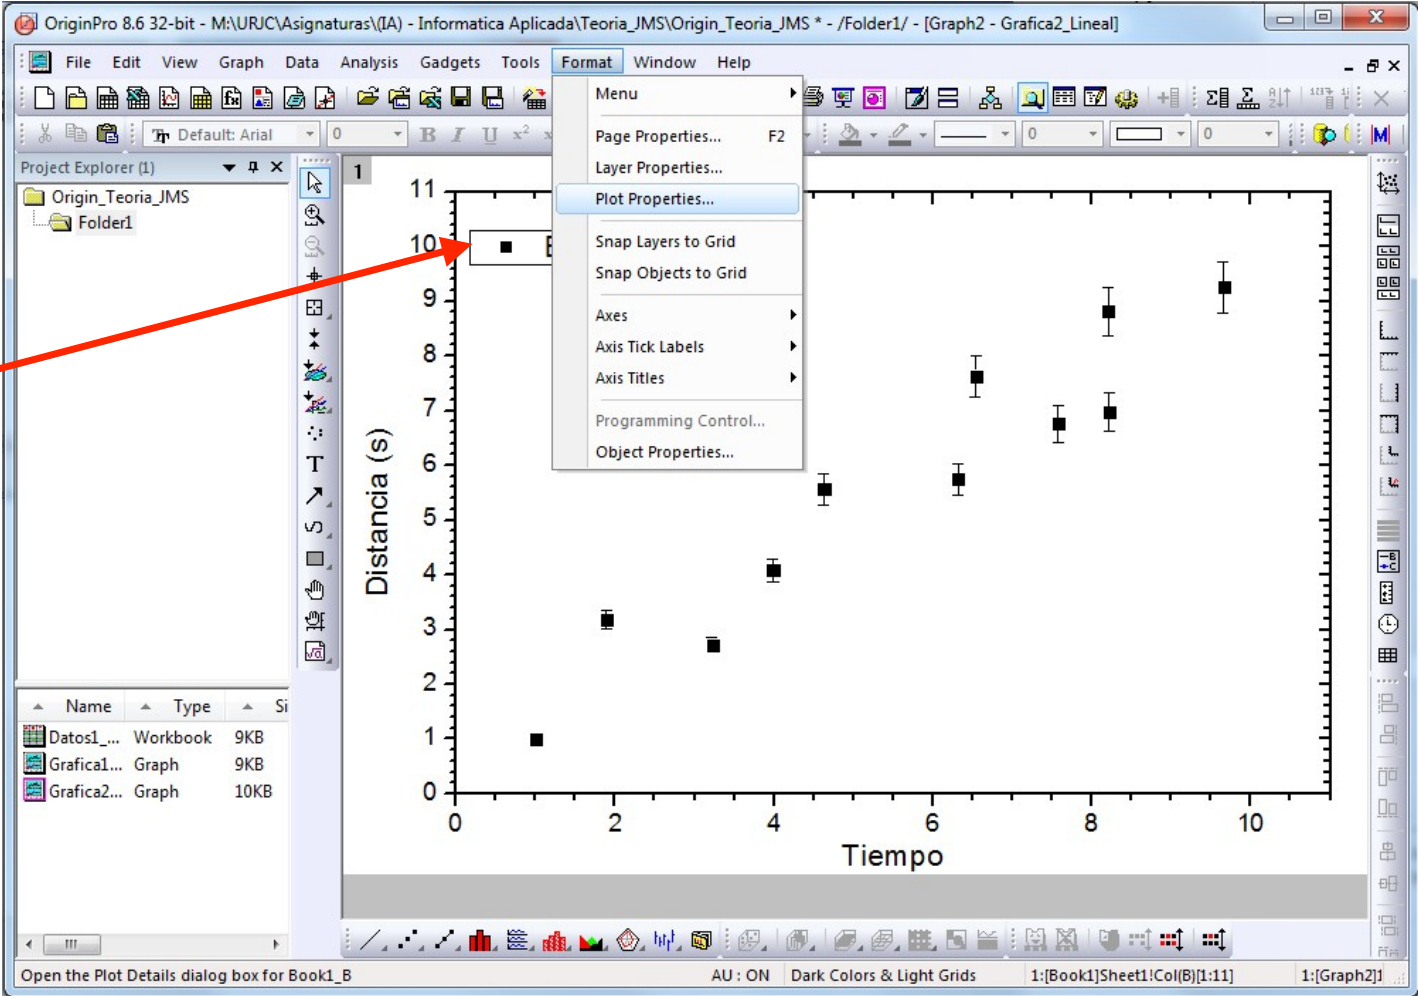 OriginPro 8.6 32-bit - M:\URJC\Asignaturas\(IA) - Informatica Aplicada\Teoria_JMS\Origin_Teoria_JMS * - /Folder1/ - [Graph2 - Grafica2_Lineal]
File Edit View Graph Data Analysis Gadgets Tools Format Window Help
Default: Arial 0 B I U x² 0 0
Project Explorer (1)
Origin_Teoria_JMS
Folder1
Menu
Page Properties... F2
Layer Properties...
Plot Properties...
Snap Layers to Grid
Snap Objects to Grid
Axes
Axis Tick Labels
Axis Titles
Programming Control...
Object Properties...
1
11
10
9
8
7
6
5
4
3
2
1
0
Distancia (s)
0 2 4 6 8 10
Tiempo
Name Type Si
Datos1_... Workbook 9KB
Grafica1... Graph 9KB
Grafica2... Graph 10KB
Open the Plot Details dialog box for Book1_B AU : ON Dark Colors & Light Grids 1:[Book1]Sheet1!Col(B)[1:11] 1:[Graph2]1